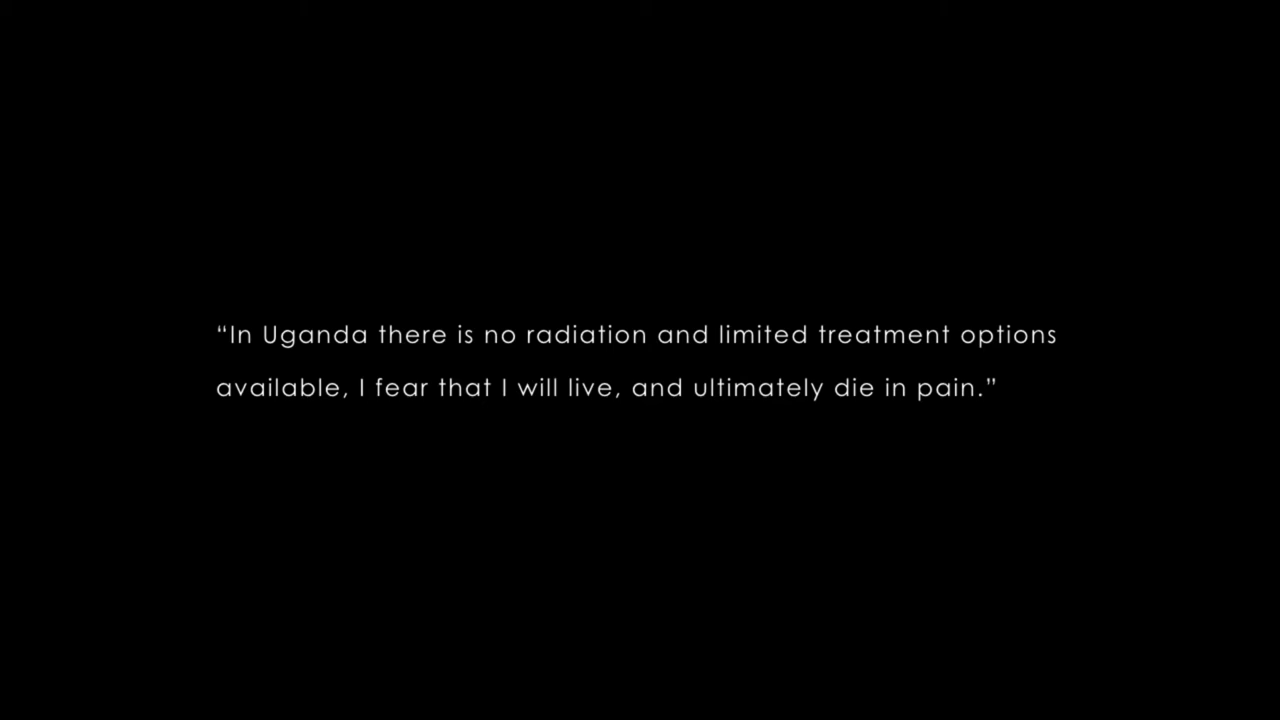 “In Uganda there is no radiation and limited treatment options
available, I fear that I will live, and ultimately die in pain.”